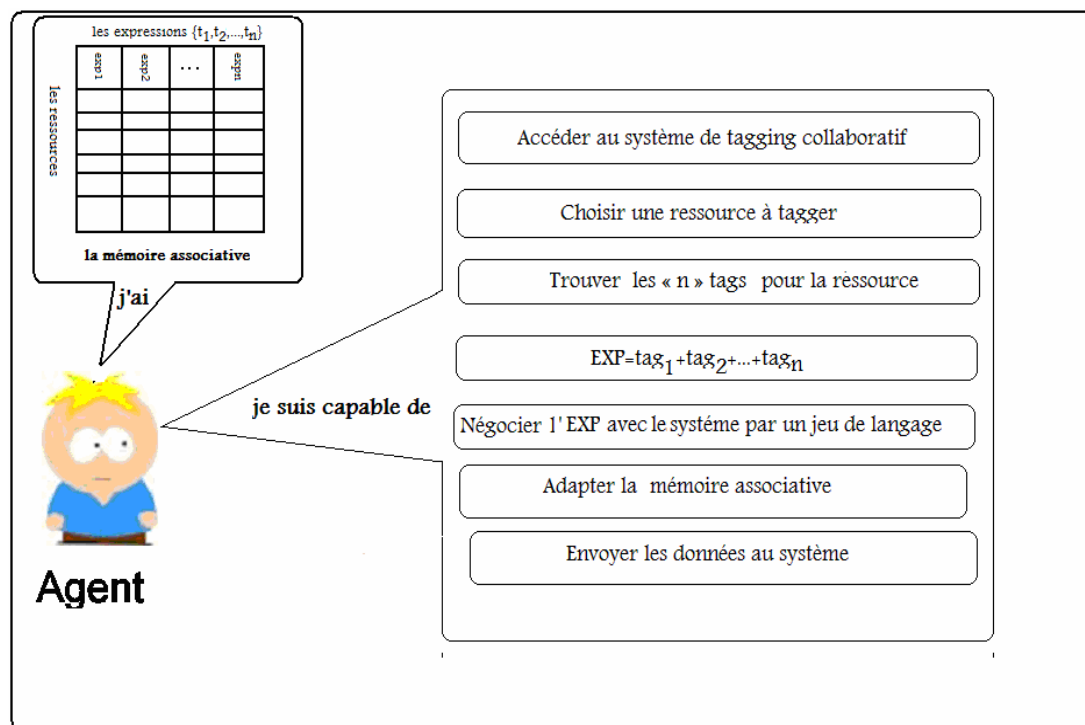 les expressions {t1,t2,...,tn}
exp1 exp2 ... expn
les ressources
la mémoire associative
j'ai
Accéder au système de tagging collaboratif
Choisir une ressource à tagger
Trouver les « n » tags pour la ressource
EXP=tag1+tag2+...+tagn
je suis capable de
Négocier l'EXP avec le systéme par un jeu de langage
Adapter la mémoire associative
Envoyer les données au système
Agent